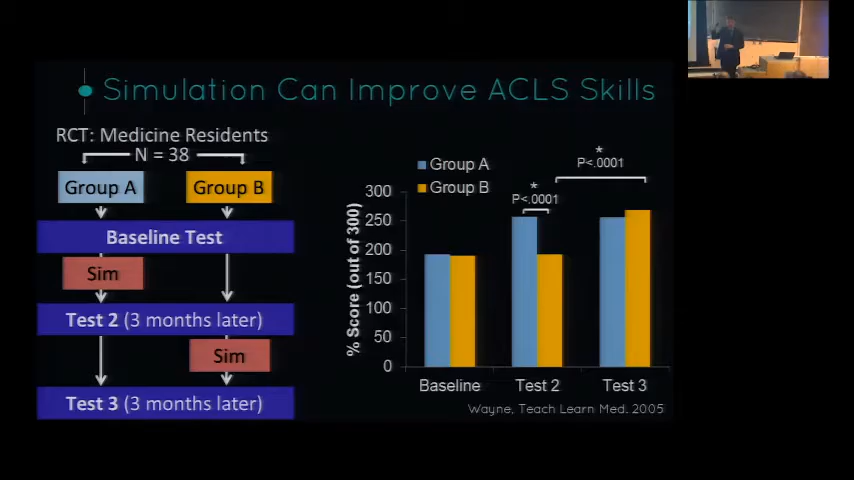 Simulation Can Improve ACLS Skills
RCT: Medicine Residents
N = 38
Group A
Group B
Baseline Test
Sim
Test 2 (3 months later)
Sim
Test 3 (3 months later)
Group A
Group B
*
P<.0001
*
P<.0001
% Score (out of 300)
300
250
200
150
100
50
0
Baseline
Test 2
Test 3
Wayne, Teach Learn Med. 2005